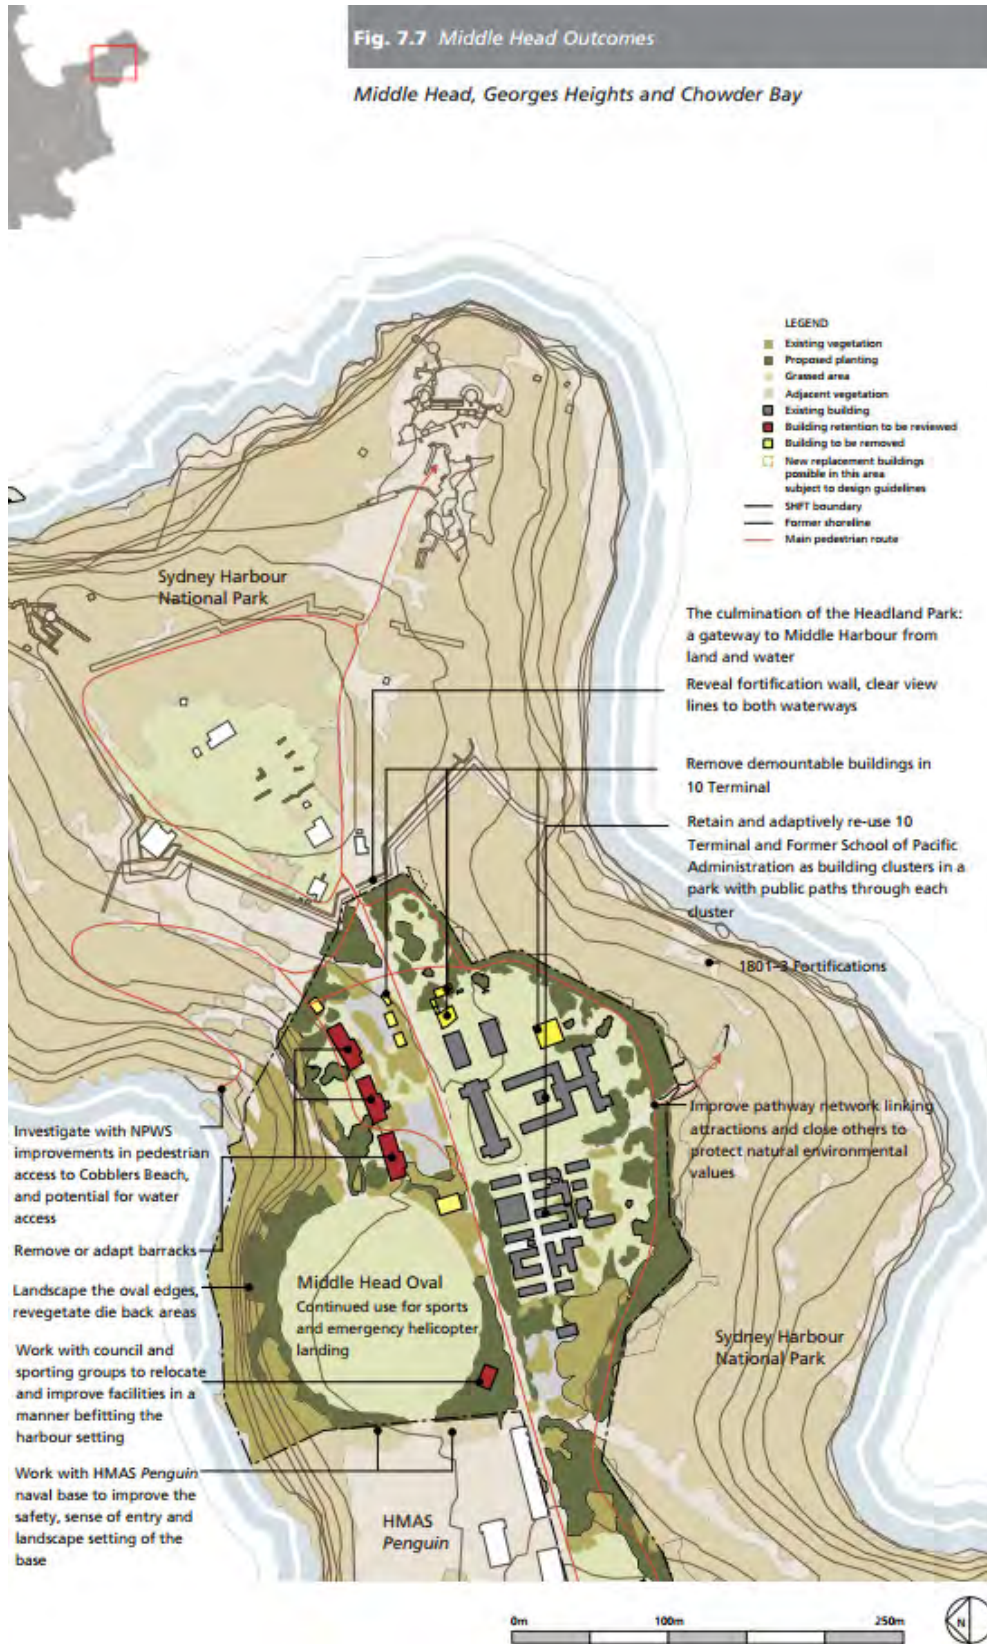 Fig. 7.7 Middle Head Outcomes
Middle Head, Georges Heights and Chowder Bay
LEGEND
Existing vegetation
Proposed planting
Grassed area
Adjacent vegetation
Existing building
Building retention to be reviewed
Building to be removed
New replacement buildings
possible in this area
subject to design guidelines
SHFT boundary
Former shoreline
Main pedestrian route
Sydney Harbour
National Park
The culmination of the Headland Park:
a gateway to Middle Harbour from
land and water
Reveal fortification wall, clear view
lines to both waterways
Remove demountable buildings in
10 Terminal
Retain and adaptively re-use 10
Terminal and Former School of Pacific
Administration as building clusters in a
park with public paths through each
cluster
1801–3 Fortifications
Improve pathway network linking
attractions and close others to
protect natural environmental
values
Investigate with NPWS
improvements in pedestrian
access to Cobblers Beach,
and potential for water
access
Remove or adapt barracks
Landscape the oval edges,
revegetate die back areas
Middle Head Oval
Continued use for sports
and emergency helicopter
landing
Work with council and
sporting groups to relocate
and improve facilities in a
manner befitting the
harbour setting
Sydney Harbour
National Park
Work with HMAS Penguin
naval base to improve the
safety, sense of entry and
landscape setting of the
base
HMAS
Penguin
0m 100m 250m
N